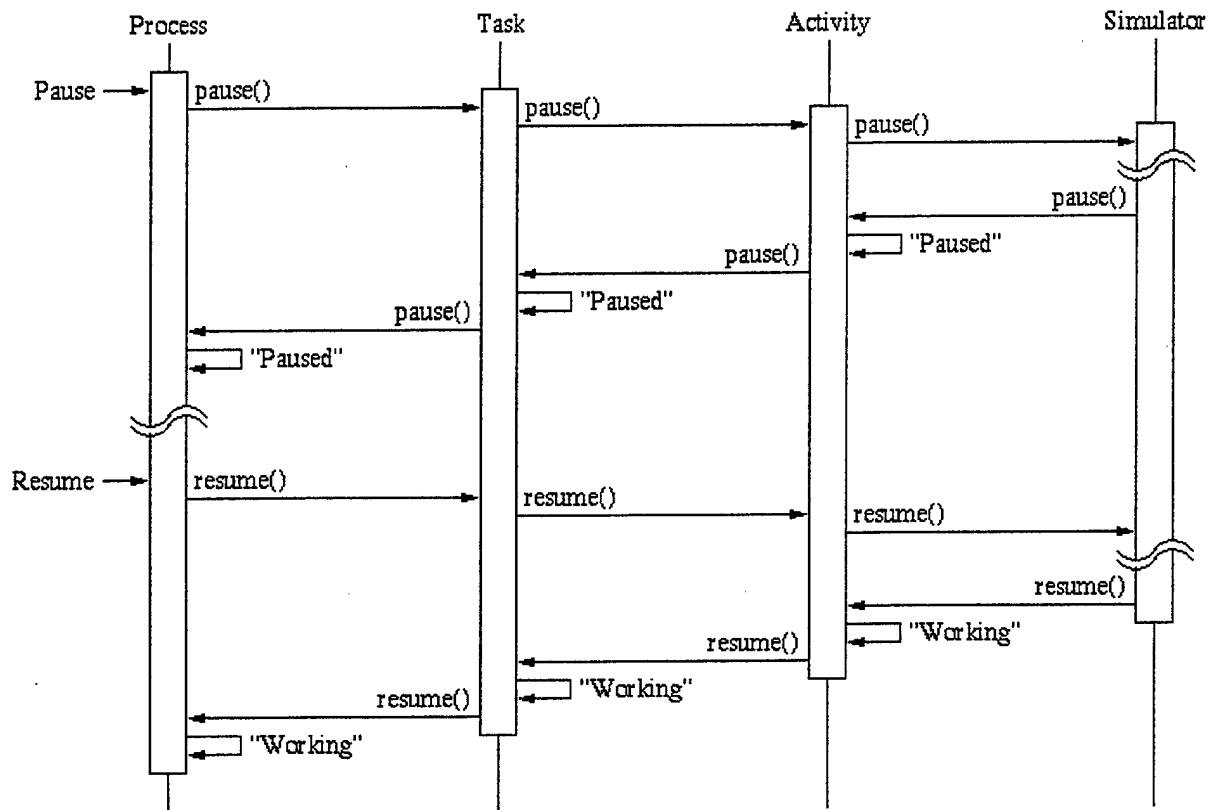 Process
Task
Activity
Simulator
Pause
pause()
pause()
pause()
pause()
"Paused"
pause()
"Paused"
pause()
"Paused"
Resume
resume()
resume()
resume()
resume()
"Working"
resume()
"Working"
resume()
"Working"